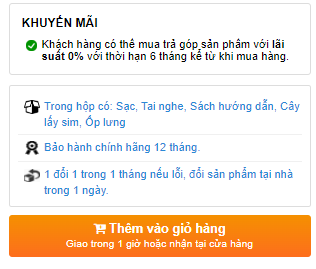 KHUYẾN MÃI
Khách hàng có thể mua trả góp sản phẩm với lãi
suất 0% với thời hạn 6 tháng kể từ khi mua hàng.
Trong hộp có: Sạc, Tai nghe, Sách hướng dẫn, Cây
lấy sim, Ốp lưng
Bảo hành chính hãng 12 tháng.
1 đổi 1 trong 1 tháng nếu lỗi, đổi sản phẩm tại nhà
trong 1 ngày.
Thêm vào giỏ hàng
Giao trong 1 giờ hoặc nhận tại cửa hàng